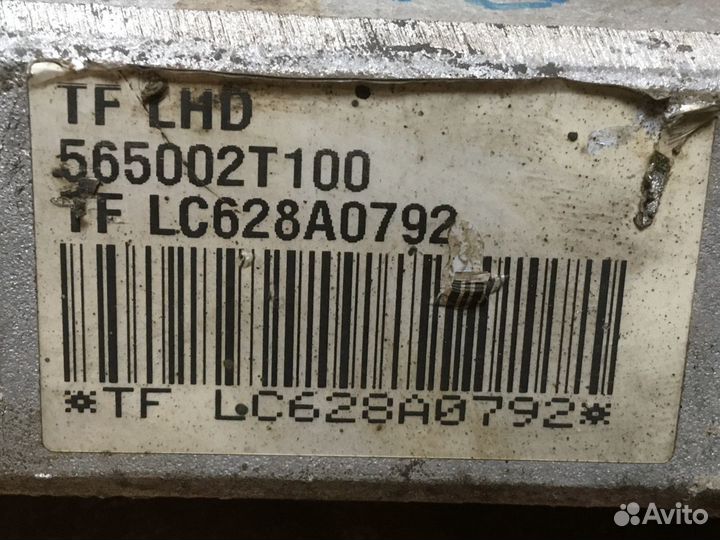 TF LHD
565002T100
TF LC628A0792
*TF LC628A0792*
Avito